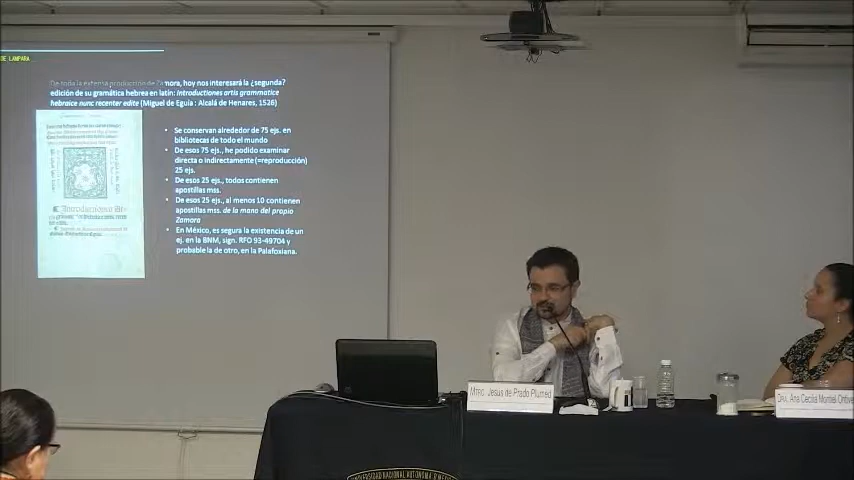 DE LAMPARA
De toda la extensa producción de Zamora, hoy nos interesará la ¿segunda?
edición de su gramática hebrea en latín: Introductiones artis grammatice
hebraice nunc recenter edite (Miguel de Eguía : Alcalá de Henares, 1526)
• Se conservan alrededor de 75 ejs. en
bibliotecas de todo el mundo
• De esos 75 ejs., he podido examinar
directa o indirectamente (=reproducción)
25 ejs.
• De esos 25 ejs., todos contienen
apostillas mss.
• De esos 25 ejs., al menos 10 contienen
apostillas mss. de la mano del propio
Zamora
• En México, es segura la existencia de un
ej. en la BNM, sign. RFO 93-49704 y
probable la de otro, en la Palafoxiana.
Introductiones
MTRO. Jesús de Prado Plumed
DRA. Ana Cecilia Montiel Ontive
UNIVERSIDAD NACIONAL AUTÓNOMA